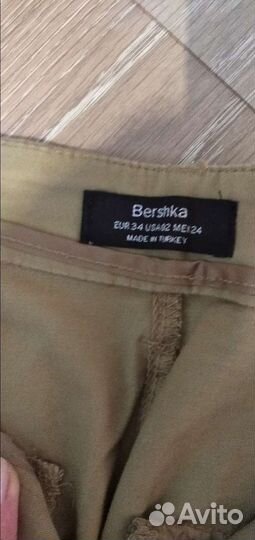 Bershka
EUR 34 USA 02 MEX 24
MADE IN TURKEY
Avito